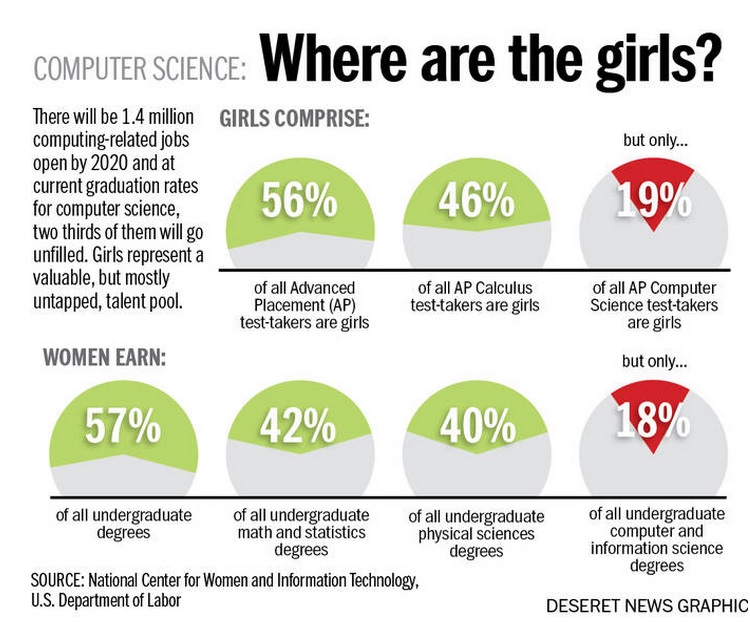 COMPUTER SCIENCE: Where are the girls?
There will be 1.4 million
computing-related jobs
open by 2020 and at
current graduation rates
for computer science,
two thirds of them will go
unfilled. Girls represent a
valuable, but mostly
untapped, talent pool.
GIRLS COMPRISE:
56%
of all Advanced
Placement (AP)
test-takers are girls
46%
of all AP Calculus
test-takers are girls
but only...
19%
of all AP Computer
Science test-takers
are girls
WOMEN EARN:
57%
of all undergraduate
degrees
42%
of all undergraduate
math and statistics
degrees
40%
of all undergraduate
physical sciences
degrees
but only...
18%
of all undergraduate
computer and
information science
degrees
SOURCE: National Center for Women and Information Technology,
U.S. Department of Labor
DESERET NEWS GRAPHIC